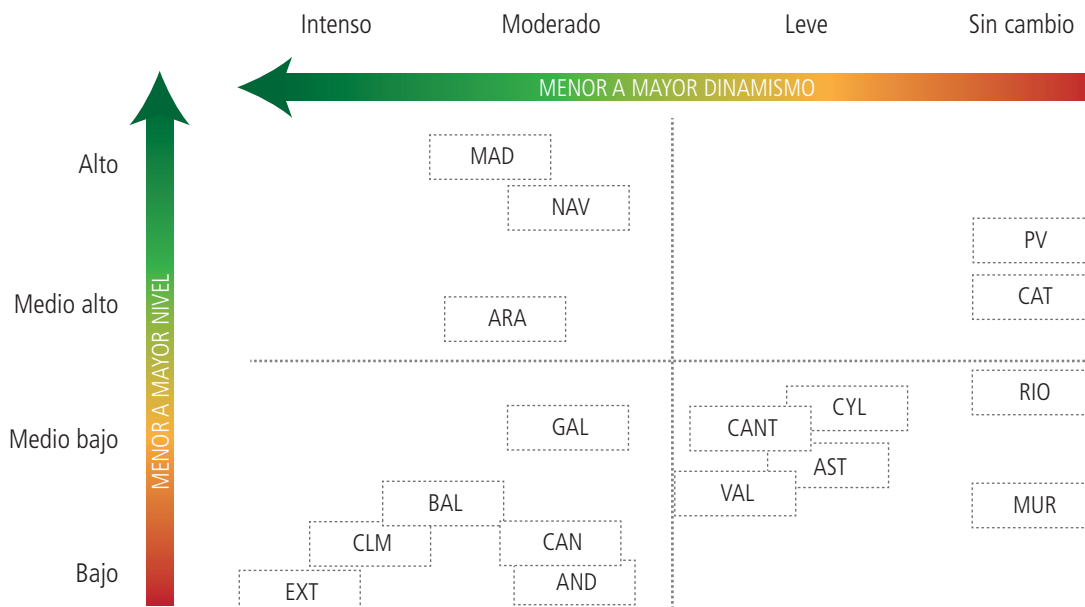 Intenso Moderado Leve Sin cambio
MENOR A MAYOR DINAMISMO
MENOR A MAYOR NIVEL
Alto
MAD
NAV
PV
Medio alto
CAT
ARA
RIO
CYL
Medio bajo
GAL
CANT
AST
VAL
BAL
MUR
CLM
CAN
Bajo
AND
EXT